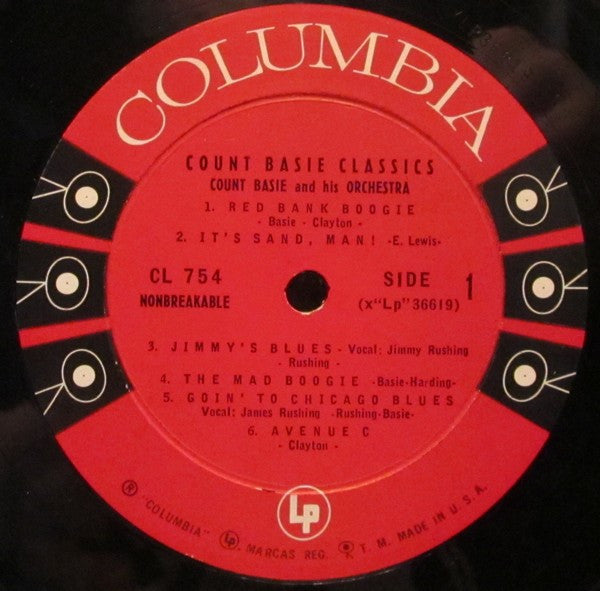 COLUMBIA
COUNT BASIE CLASSICS
COUNT BASIE and his ORCHESTRA
1. RED BANK BOOGIE
- Basie - Clayton -
2. IT'S SAND, MAN! -E. Lewis-
CL 754
NONBREAKABLE
SIDE 1
(x"Lp"36619)
3. JIMMY'S BLUES - Vocal: Jimmy Rushing
- Rushing -
4. THE MAD BOOGIE -Basie-Harding-
5. GOIN' TO CHICAGO BLUES
Vocal: James Rushing -Rushing-Basie-
6. AVENUE C
- Clayton -
Lp
® "COLUMBIA" Lp. MARCAS REG. T. M. MADE IN U. S. A.